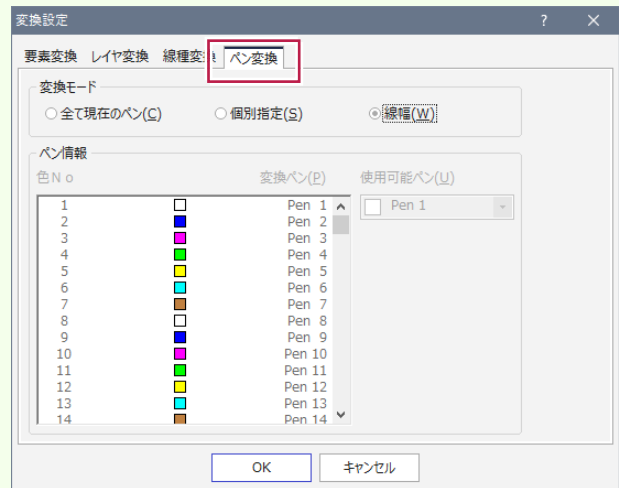 変換設定 ? ×
要素変換 レイヤ変換 線種変 ペン変換
変換モード
全て現在のペン(C) 個別指定(S) 線幅(W)
ペン情報
色No 変換ペン(P) 使用可能ペン(U)
1 Pen 1 Pen 1
2 Pen 2
3 Pen 3
4 Pen 4
5 Pen 5
6 Pen 6
7 Pen 7
8 Pen 8
9 Pen 9
10 Pen 10
11 Pen 11
12 Pen 12
13 Pen 13
14 Pen 14
OK キャンセル